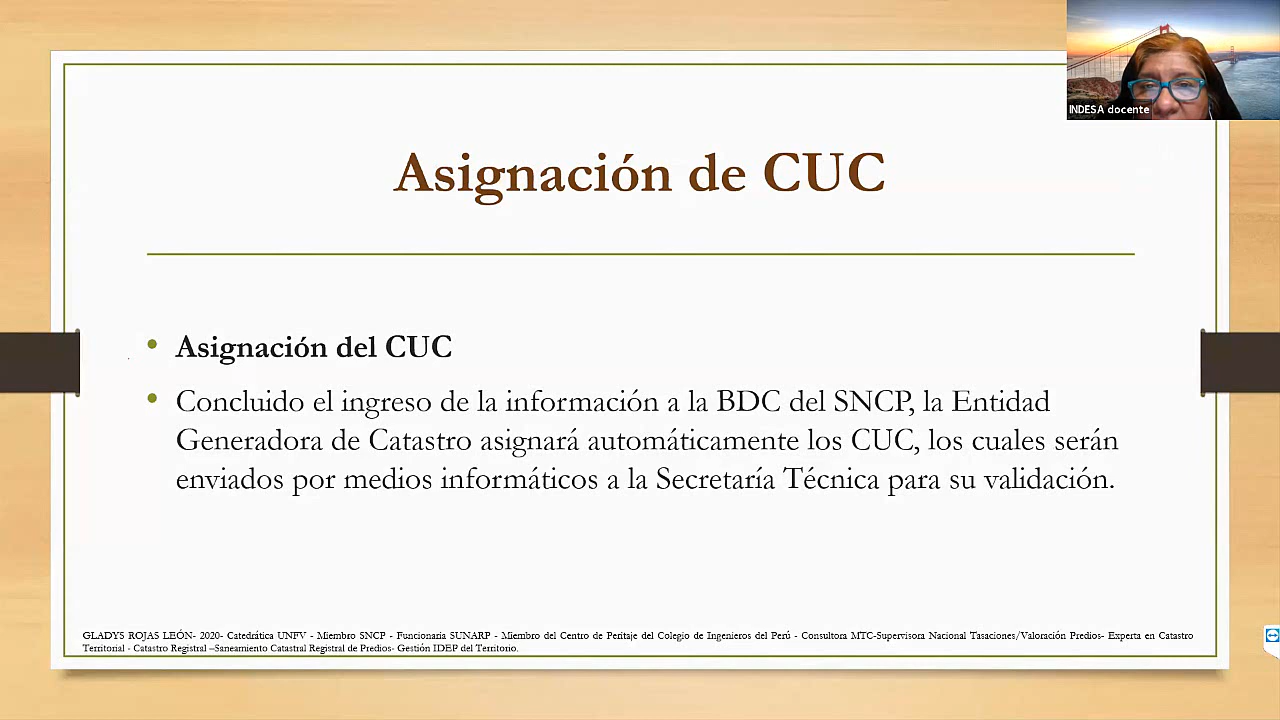 INDESA docente
Asignación de CUC
• Asignación del CUC
• Concluido el ingreso de la información a la BDC del SNCP, la Entidad
Generadora de Catastro asignará automáticamente los CUC, los cuales serán
enviados por medios informáticos a la Secretaría Técnica para su validación.
GLADYS ROJAS LEÓN- 2020- Catedrática UNFV - Miembro SNCP - Funcionaria SUNARP - Miembro del Centro de Peritaje del Colegio de Ingenieros del Perú - Consultora MTC-Supervisora Nacional Tasaciones/Valoración Predios- Experta en Catastro
Territorial - Catastro Registral –Saneamiento Catastral Registral de Predios- Gestión IDEP del Territorio.